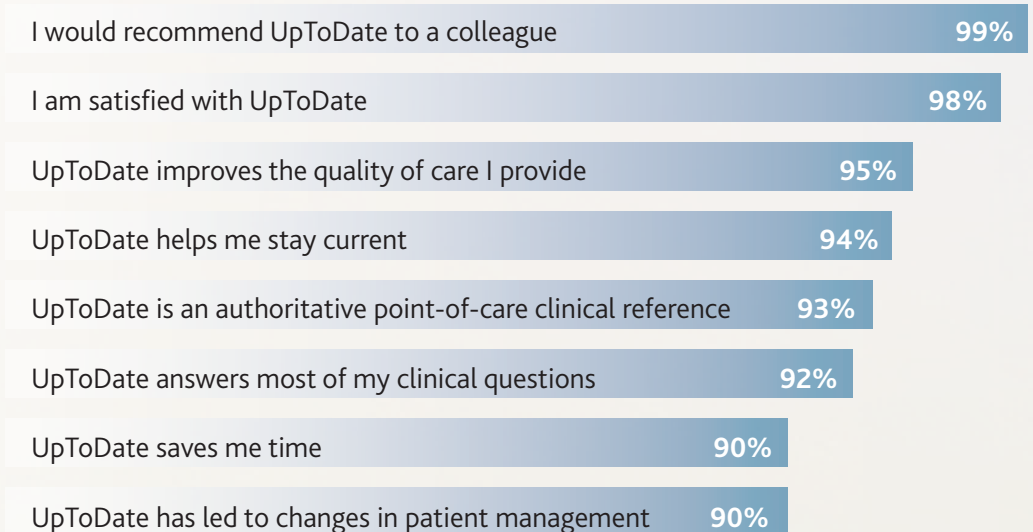 I would recommend UpToDate to a colleague 99%
I am satisfied with UpToDate 98%
UpToDate improves the quality of care I provide 95%
UpToDate helps me stay current 94%
UpToDate is an authoritative point-of-care clinical reference 93%
UpToDate answers most of my clinical questions 92%
UpToDate saves me time 90%
UpToDate has led to changes in patient management 90%